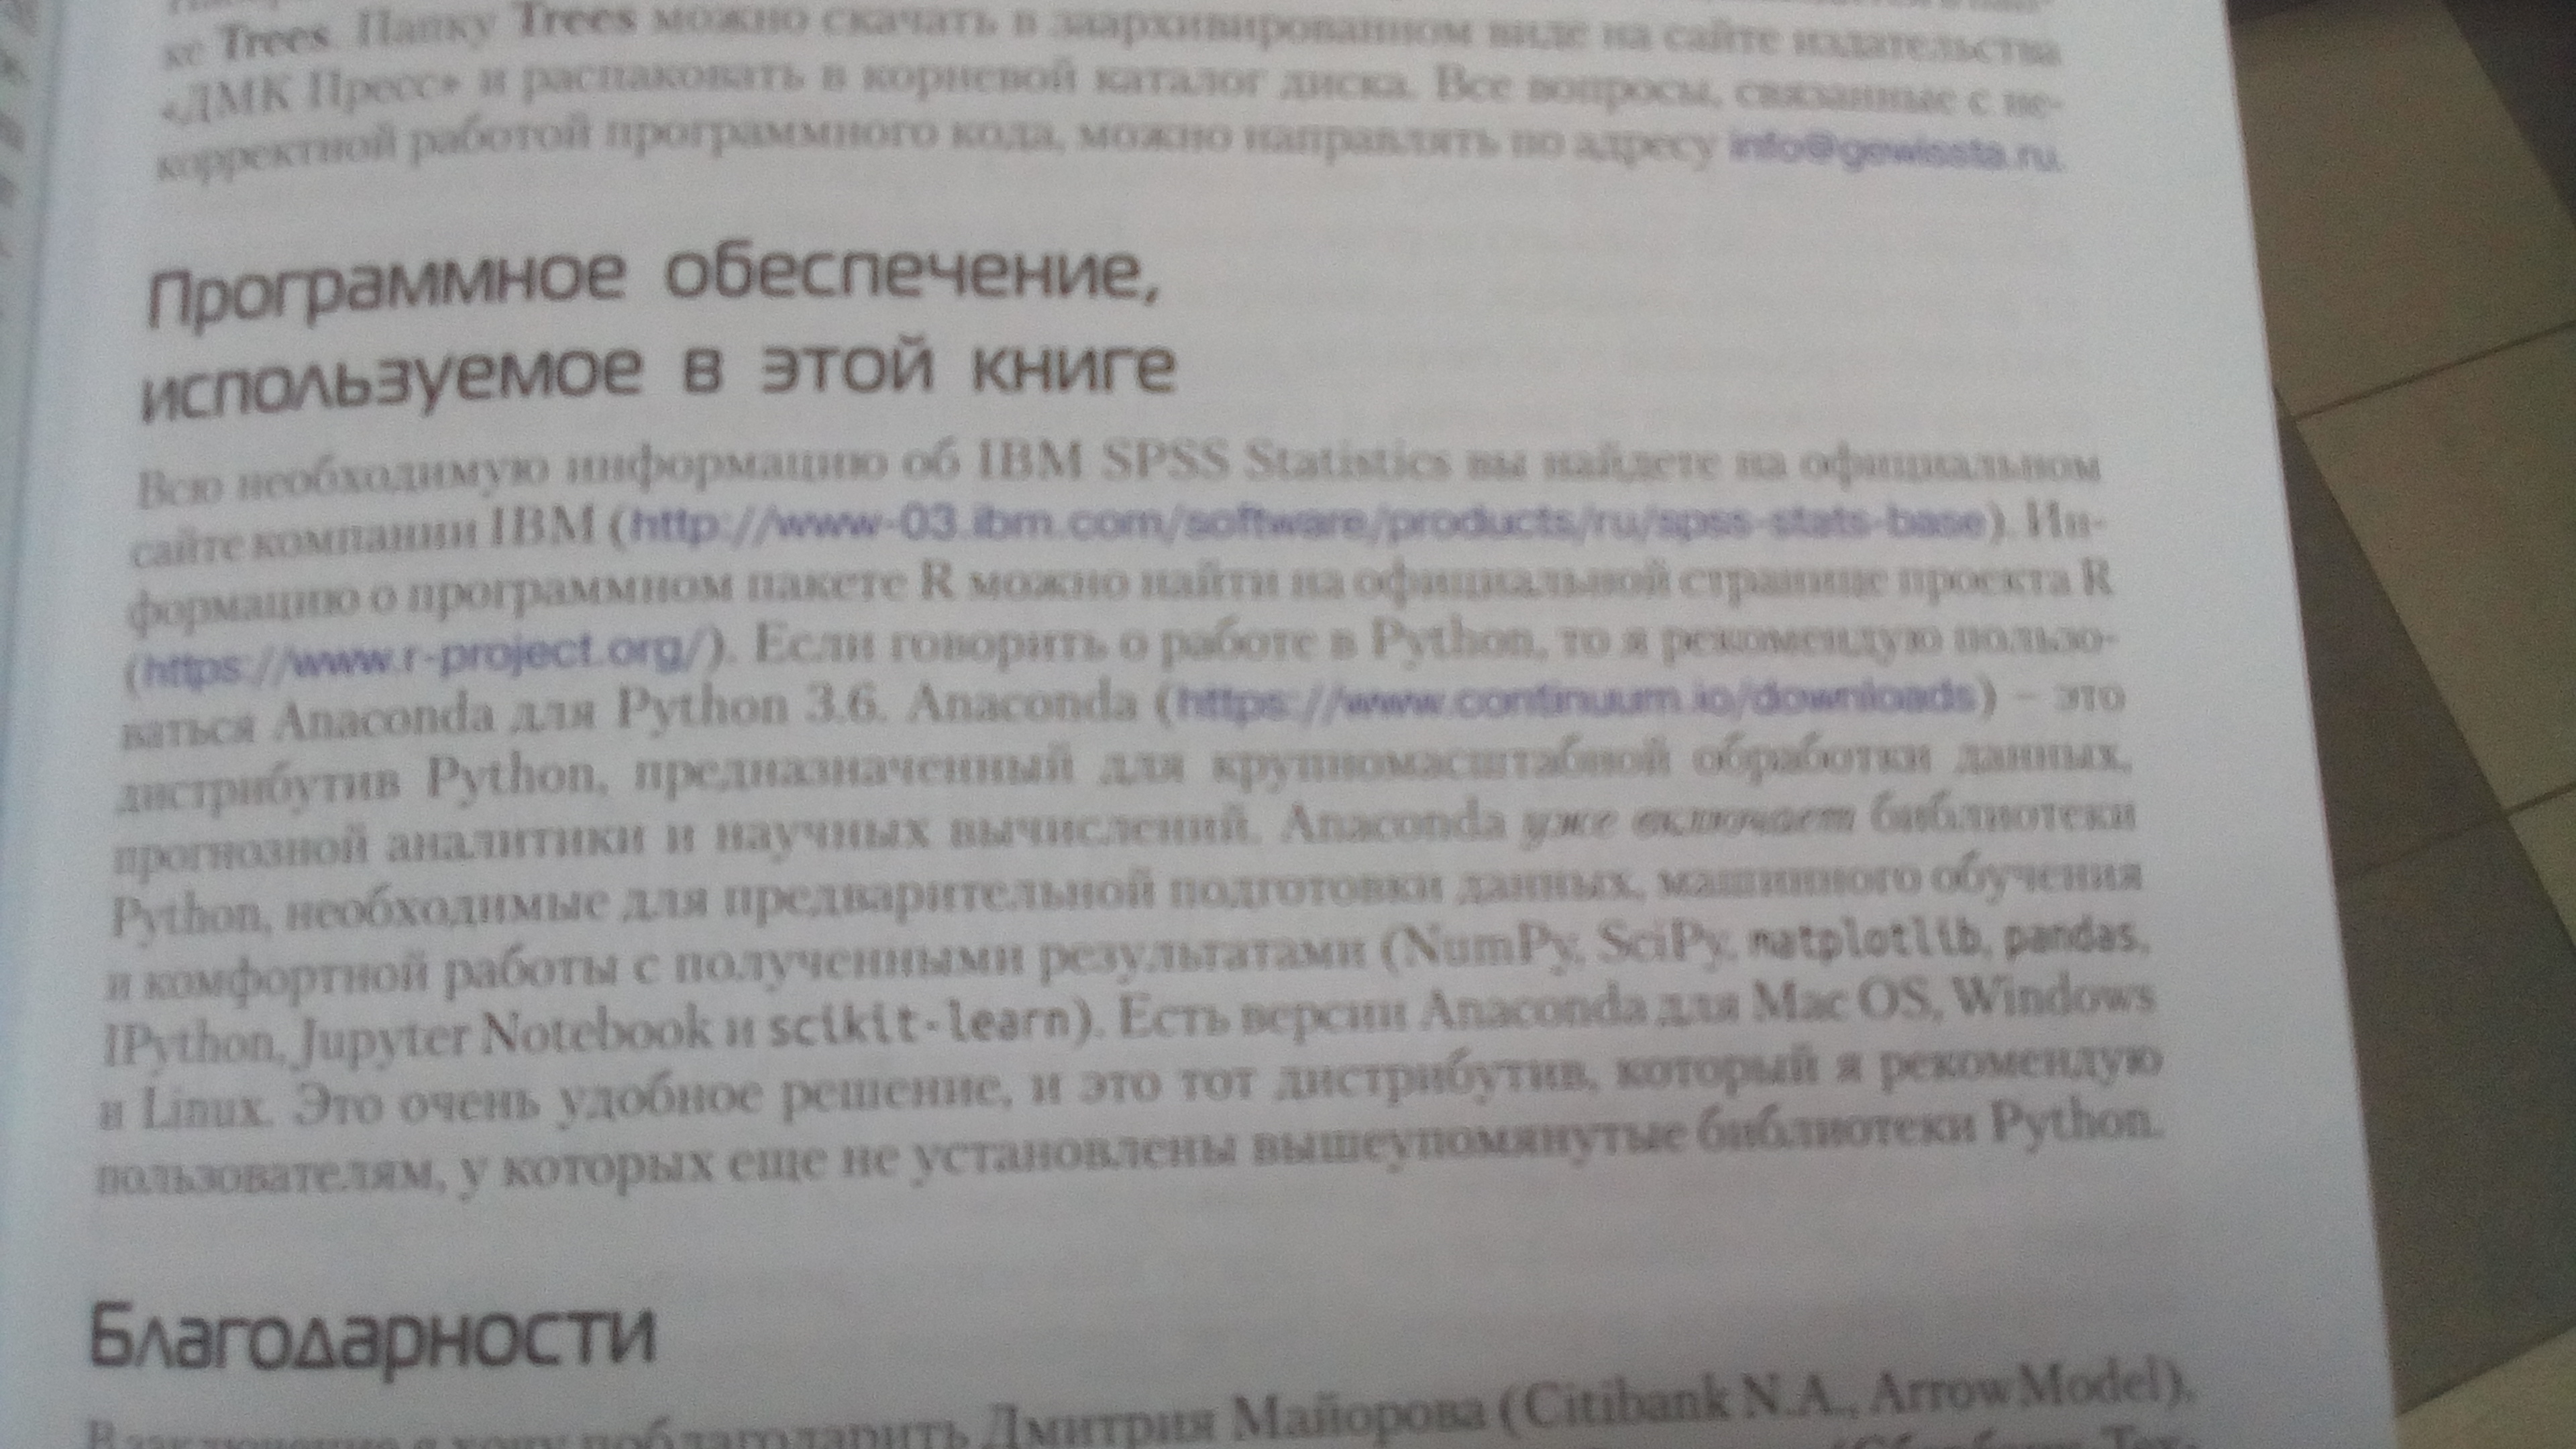 ке Trees. Папку Trees можно скачать в заархивированном виде на сайте издательства
«ДМК Пресс» и распаковать в корневой каталог диска. Все вопросы, связанные с не-
корректной работой программного кода, можно направлять по адресу info@gewissta.ru.
Программное обеспечение,
используемое в этой книге
Всю необходимую информацию об IBM SPSS Statistics вы найдете на официальном
сайте компании IBM (http://www-03.ibm.com/software/products/ru/spss-stats-base). Ин-
формацию о программном пакете R можно найти на официальной странице проекта R
(https://www.r-project.org/). Если говорить о работе в Python, то я рекомендую пользо-
ваться Anaconda для Python 3.6. Anaconda (https://www.continuum.io/downloads) – это
дистрибутив Python, предназначенный для крупномасштабной обработки данных,
прогнозной аналитики и научных вычислений. Anaconda уже включает библиотеки
Python, необходимые для предварительной подготовки данных, машинного обучения
и комфортной работы с полученными результатами (NumPy, SciPy, matplotlib, pandas,
IPython, Jupyter Notebook и scikit-learn). Есть версии Anaconda для Mac OS, Windows
и Linux. Это очень удобное решение, и это тот дистрибутив, который я рекомендую
пользователям, у которых еще не установлены вышеупомянутые библиотеки Python.
Благодарности
В заключение я хочу поблагодарить Дмитрия Майорова (Citibank N.A., ArrowModel),